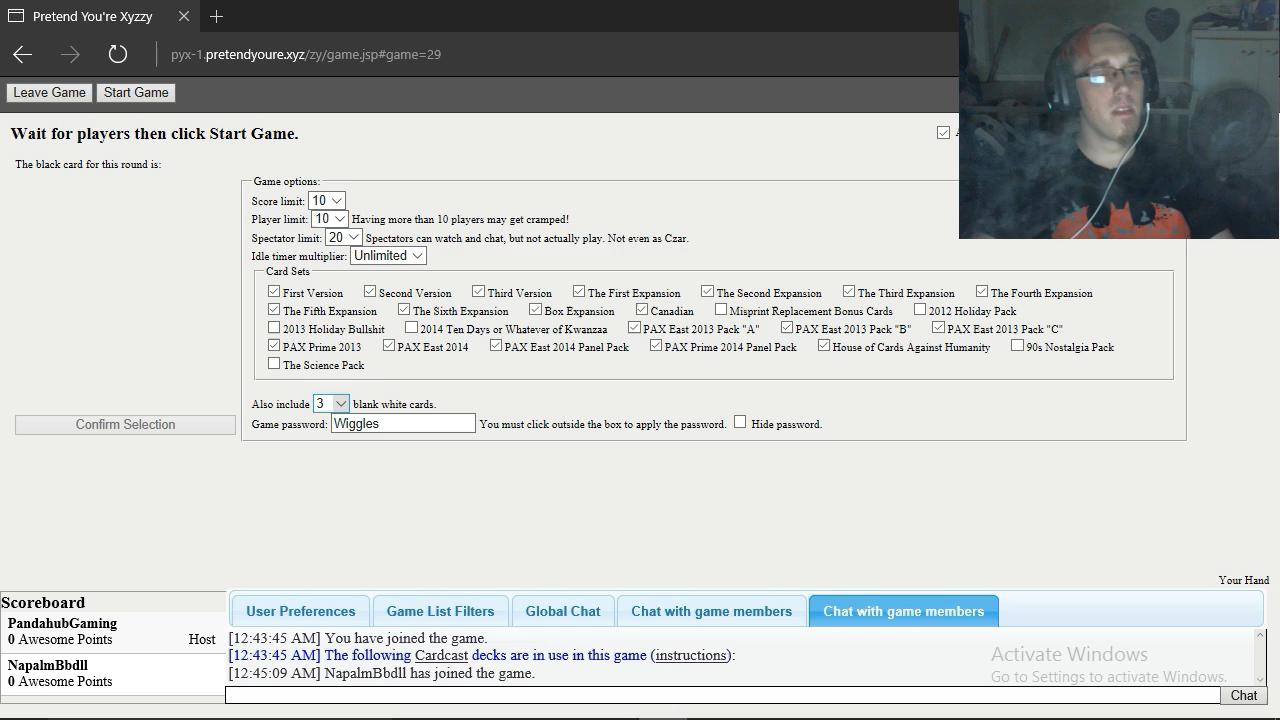 Pretend You're Xyzzy
pyx-1.pretendyoure.xyz/zy/game.jsp#game=29
Leave Game Start Game
Wait for players then click Start Game.
The black card for this round is:
Game options:
Score limit: 10
Player limit: 10 Having more than 10 players may get cramped!
Spectator limit: 20 Spectators can watch and chat, but not actually play. Not even as Czar.
Idle timer multiplier: Unlimited
Card Sets
First Version Second Version Third Version The First Expansion The Second Expansion The Third Expansion The Fourth Expansion
The Fifth Expansion The Sixth Expansion Box Expansion Canadian Misprint Replacement Bonus Cards 2012 Holiday Pack
2013 Holiday Bullshit 2014 Ten Days or Whatever of Kwanzaa PAX East 2013 Pack "A" PAX East 2013 Pack "B" PAX East 2013 Pack "C"
PAX Prime 2013 PAX East 2014 PAX East 2014 Panel Pack PAX Prime 2014 Panel Pack House of Cards Against Humanity 90s Nostalgia Pack
The Science Pack
Also include 3 blank white cards.
Game password: Wiggles You must click outside the box to apply the password. Hide password.
Confirm Selection
Your Hand
Scoreboard
PandahubGaming
0 Awesome Points Host
NapalmBbdll
0 Awesome Points
User Preferences Game List Filters Global Chat Chat with game members Chat with game members
[12:43:45 AM] You have joined the game.
[12:43:45 AM] The following Cardcast decks are in use in this game (instructions):
[12:45:09 AM] NapalmBbdll has joined the game.
Activate Windows
Go to Settings to activate Windows.
Chat